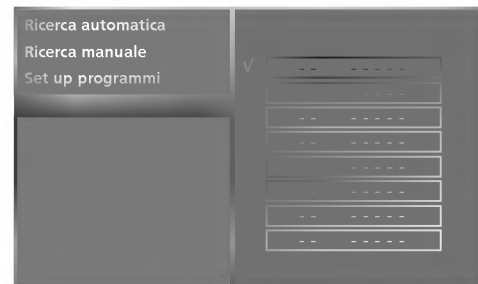 Ricerca automatica
Ricerca manuale
Set up programmi
√ -- -----
-----
-- -----
-- -----
-----
-- -----
-- -----
-- -----